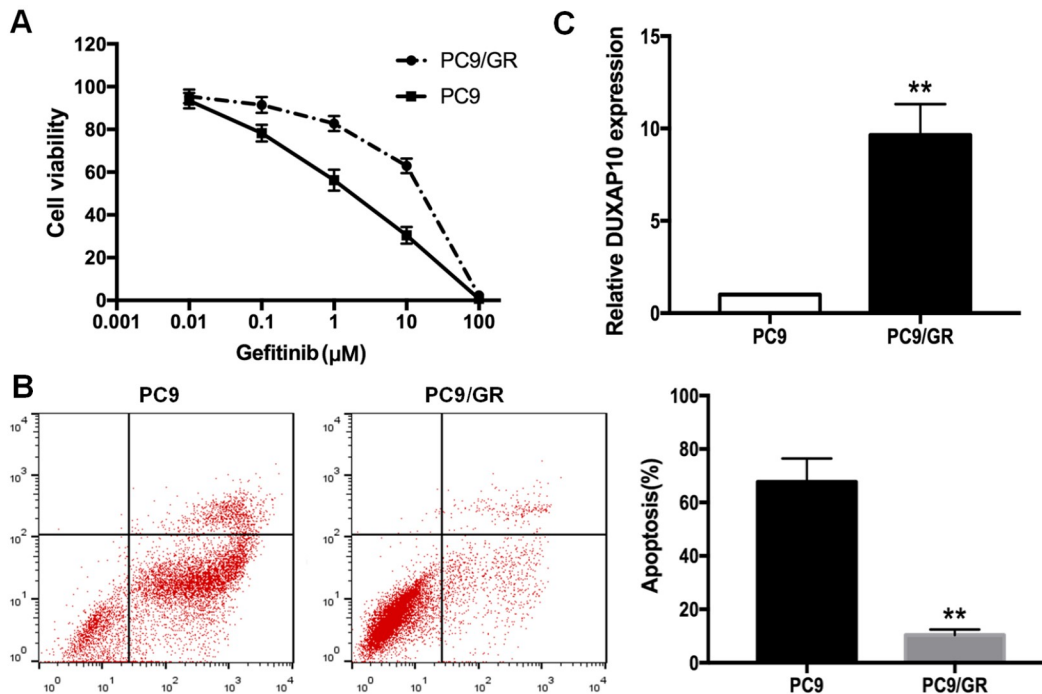 A
120
100
80
60
40
20
0
Cell viability
0.001 0.01 0.1 1 10 100
Gefitinib (μM)
PC9/GR
PC9
C
15
10
5
0
Relative DUXAP10 expression
**
PC9 PC9/GR
B
PC9
10⁴
10³
10²
10¹
10⁰
10⁰ 10¹ 10² 10³ 10⁴
PC9/GR
10⁴
10³
10²
10¹
10⁰
10⁰ 10¹ 10² 10³ 10⁴
100
80
60
40
20
0
Apoptosis(%)
**
PC9 PC9/GR